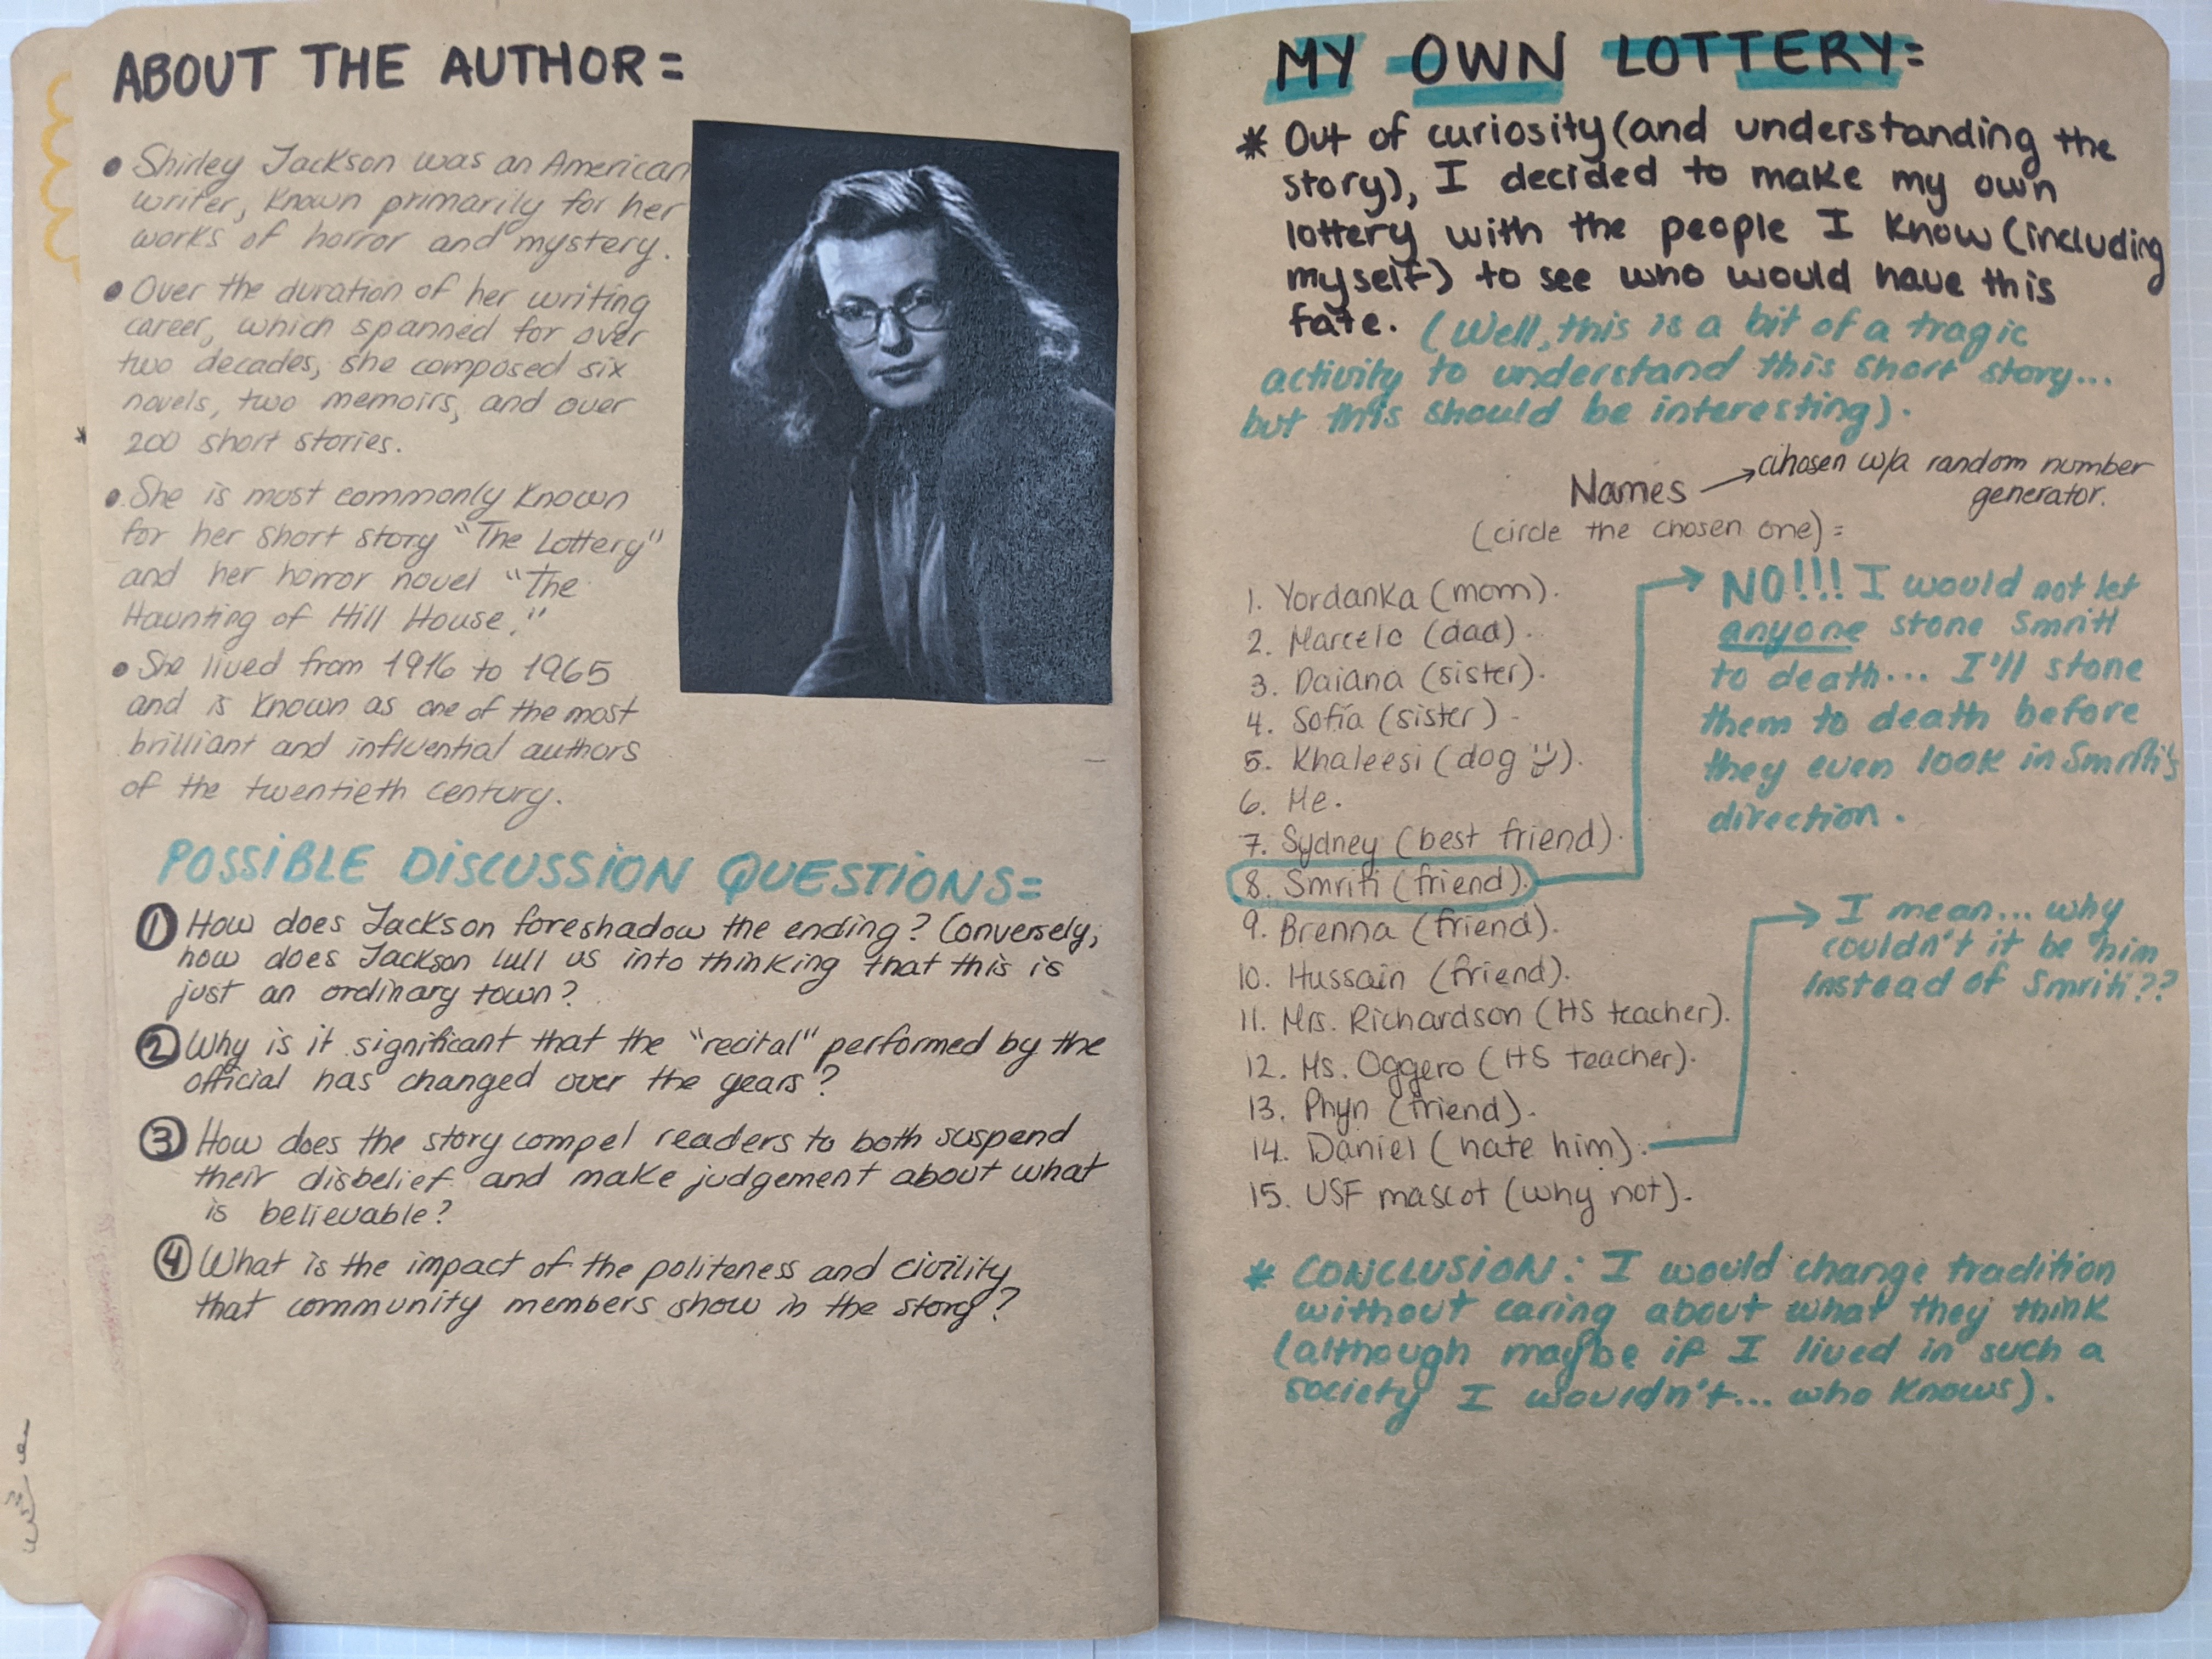 ABOUT THE AUTHOR=
• Shirley Jackson was an American
writer, known primarily for her
works of horror and mystery.
• Over the duration of her writing
career, which spanned for over
two decades, she composed six
novels, two memoirs, and over
200 short stories.
• She is most commonly known
for her short story "The Lottery"
and her horror novel "The
Haunting of Hill House."
• She lived from 1916 to 1965
and is known as one of the most
brilliant and influential authors
of the twentieth century.
POSSIBLE DISCUSSION QUESTIONS=
① How does Jackson foreshadow the ending? Conversely,
how does Jackson lull us into thinking that this is
just an ordinary town?
② Why is it significant that the "recital" performed by the
official has changed over the years?
③ How does the story compel readers to both suspend
their disbelief and make judgement about what
is believable?
④ What is the impact of the politeness and civility
that community members show in the story?
MY OWN LOTTERY=
* Out of curiosity (and understanding the
story), I decided to make my own
lottery with the people I know (including
myself) to see who would have this
fate. (Well, this is a bit of a tragic
activity to understand this short story...
but this should be interesting).
Names → chosen w/a random number
generator.
(circle the chosen one)=
1. Yordanka (mom).
2. Marcelo (dad).
3. Daiana (sister).
4. Sofía (sister).
5. Khaleesi (dog).
6. Me.
7. Sydney (best friend).
8. Smriti (friend).
9. Brenna (friend).
10. Hussain (friend).
11. Mrs. Richardson (HS teacher).
12. Ms. Oggero (HS teacher).
13. Phyn (friend).
14. Daniel (hate him).
15. USF mascot (why not).
→ NO!!! I would not let
anyone stone Smriti
to death... I'll stone
them to death before
they even look in Smriti's
direction.
→ I mean... why
couldn't it be him
instead of Smriti??
* CONCLUSION: I would change tradition
without caring about what they think
(although maybe if I lived in such a
society I wouldn't... who knows).